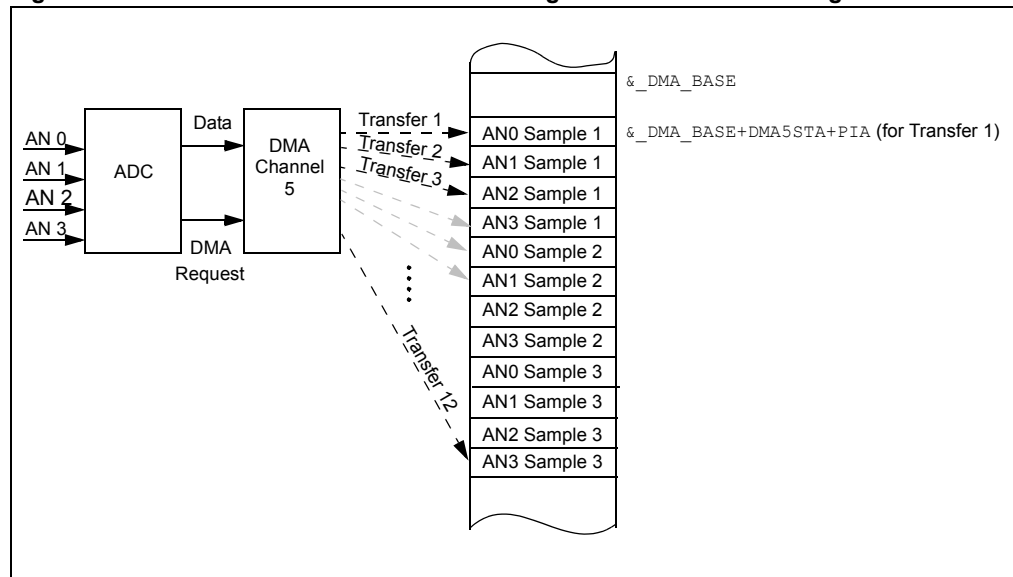 &_DMA_BASE
AN 0
AN 1
AN 2
AN 3
ADC
Data
DMA
Request
DMA
Channel
5
Transfer 1
Transfer 2
Transfer 3
Transfer 12
AN0 Sample 1
&_DMA_BASE+DMA5STA+PIA (for Transfer 1)
AN1 Sample 1
AN2 Sample 1
AN3 Sample 1
AN0 Sample 2
AN1 Sample 2
AN2 Sample 2
AN3 Sample 2
AN0 Sample 3
AN1 Sample 3
AN2 Sample 3
AN3 Sample 3